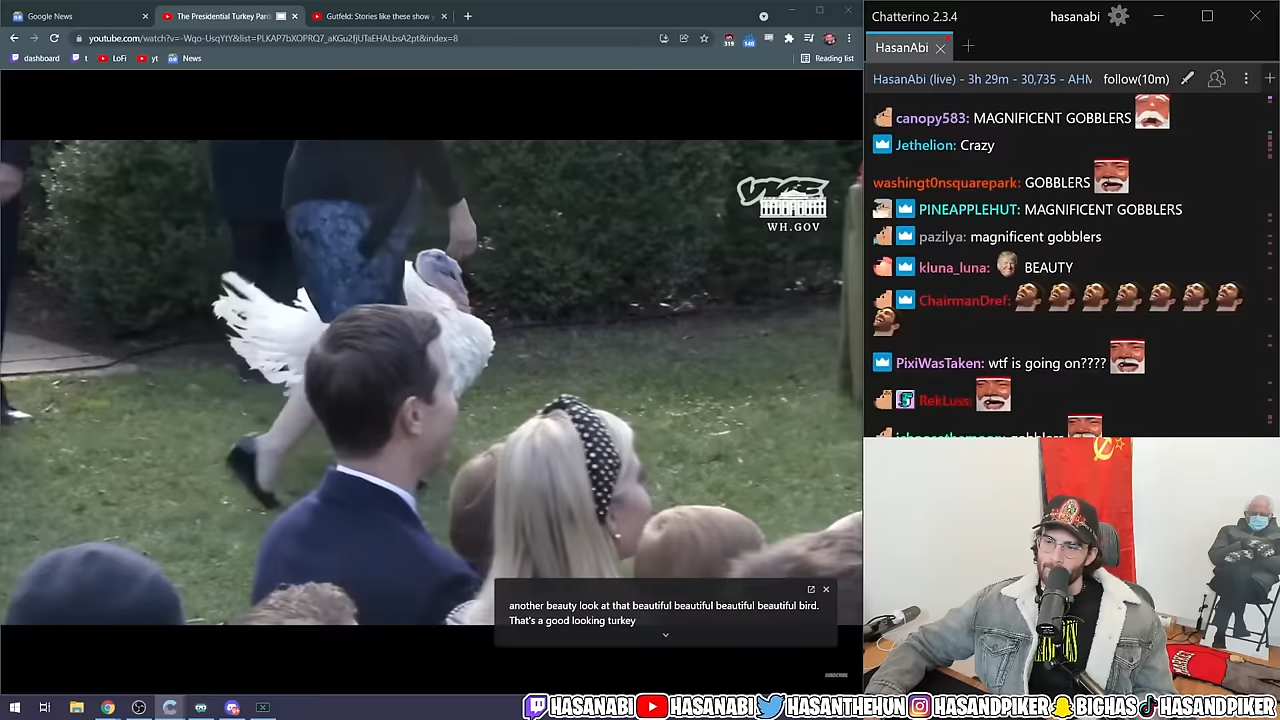 Google News
The Presidential Turkey Pard
Gutfeld: Stories like these show
youtube.com/watch?v=-Wqo-UsqYtY&list=PLKAP7bXOPRQ7_aKGu2fjUTaEHALbsA2pt&index=8
319
140
dashboard
t
LoFi
yt
News
Reading list
VICE
WH.GOV
another beauty look at that beautiful beautiful beautiful beautiful bird.
That's a good looking turkey
SUBSCRIBE
Chatterino 2.3.4
hasanabi
HasanAbi
HasanAbi (live) - 3h 29m - 30,735 - AHM
follow(10m)
canopy583: MAGNIFICENT GOBBLERS
Jethelion: Crazy
washingt0nsquarepark: GOBBLERS
PINEAPPLEHUT: MAGNIFICENT GOBBLERS
pazilya: magnificent gobblers
kluna_luna: BEAUTY
ChairmanDref:
PixiWasTaken: wtf is going on????
RekLuss:
HASANABI
HASANABI
HASANTHEHUN
HASANDPIKER
BIGHAS
HASANDPIKER